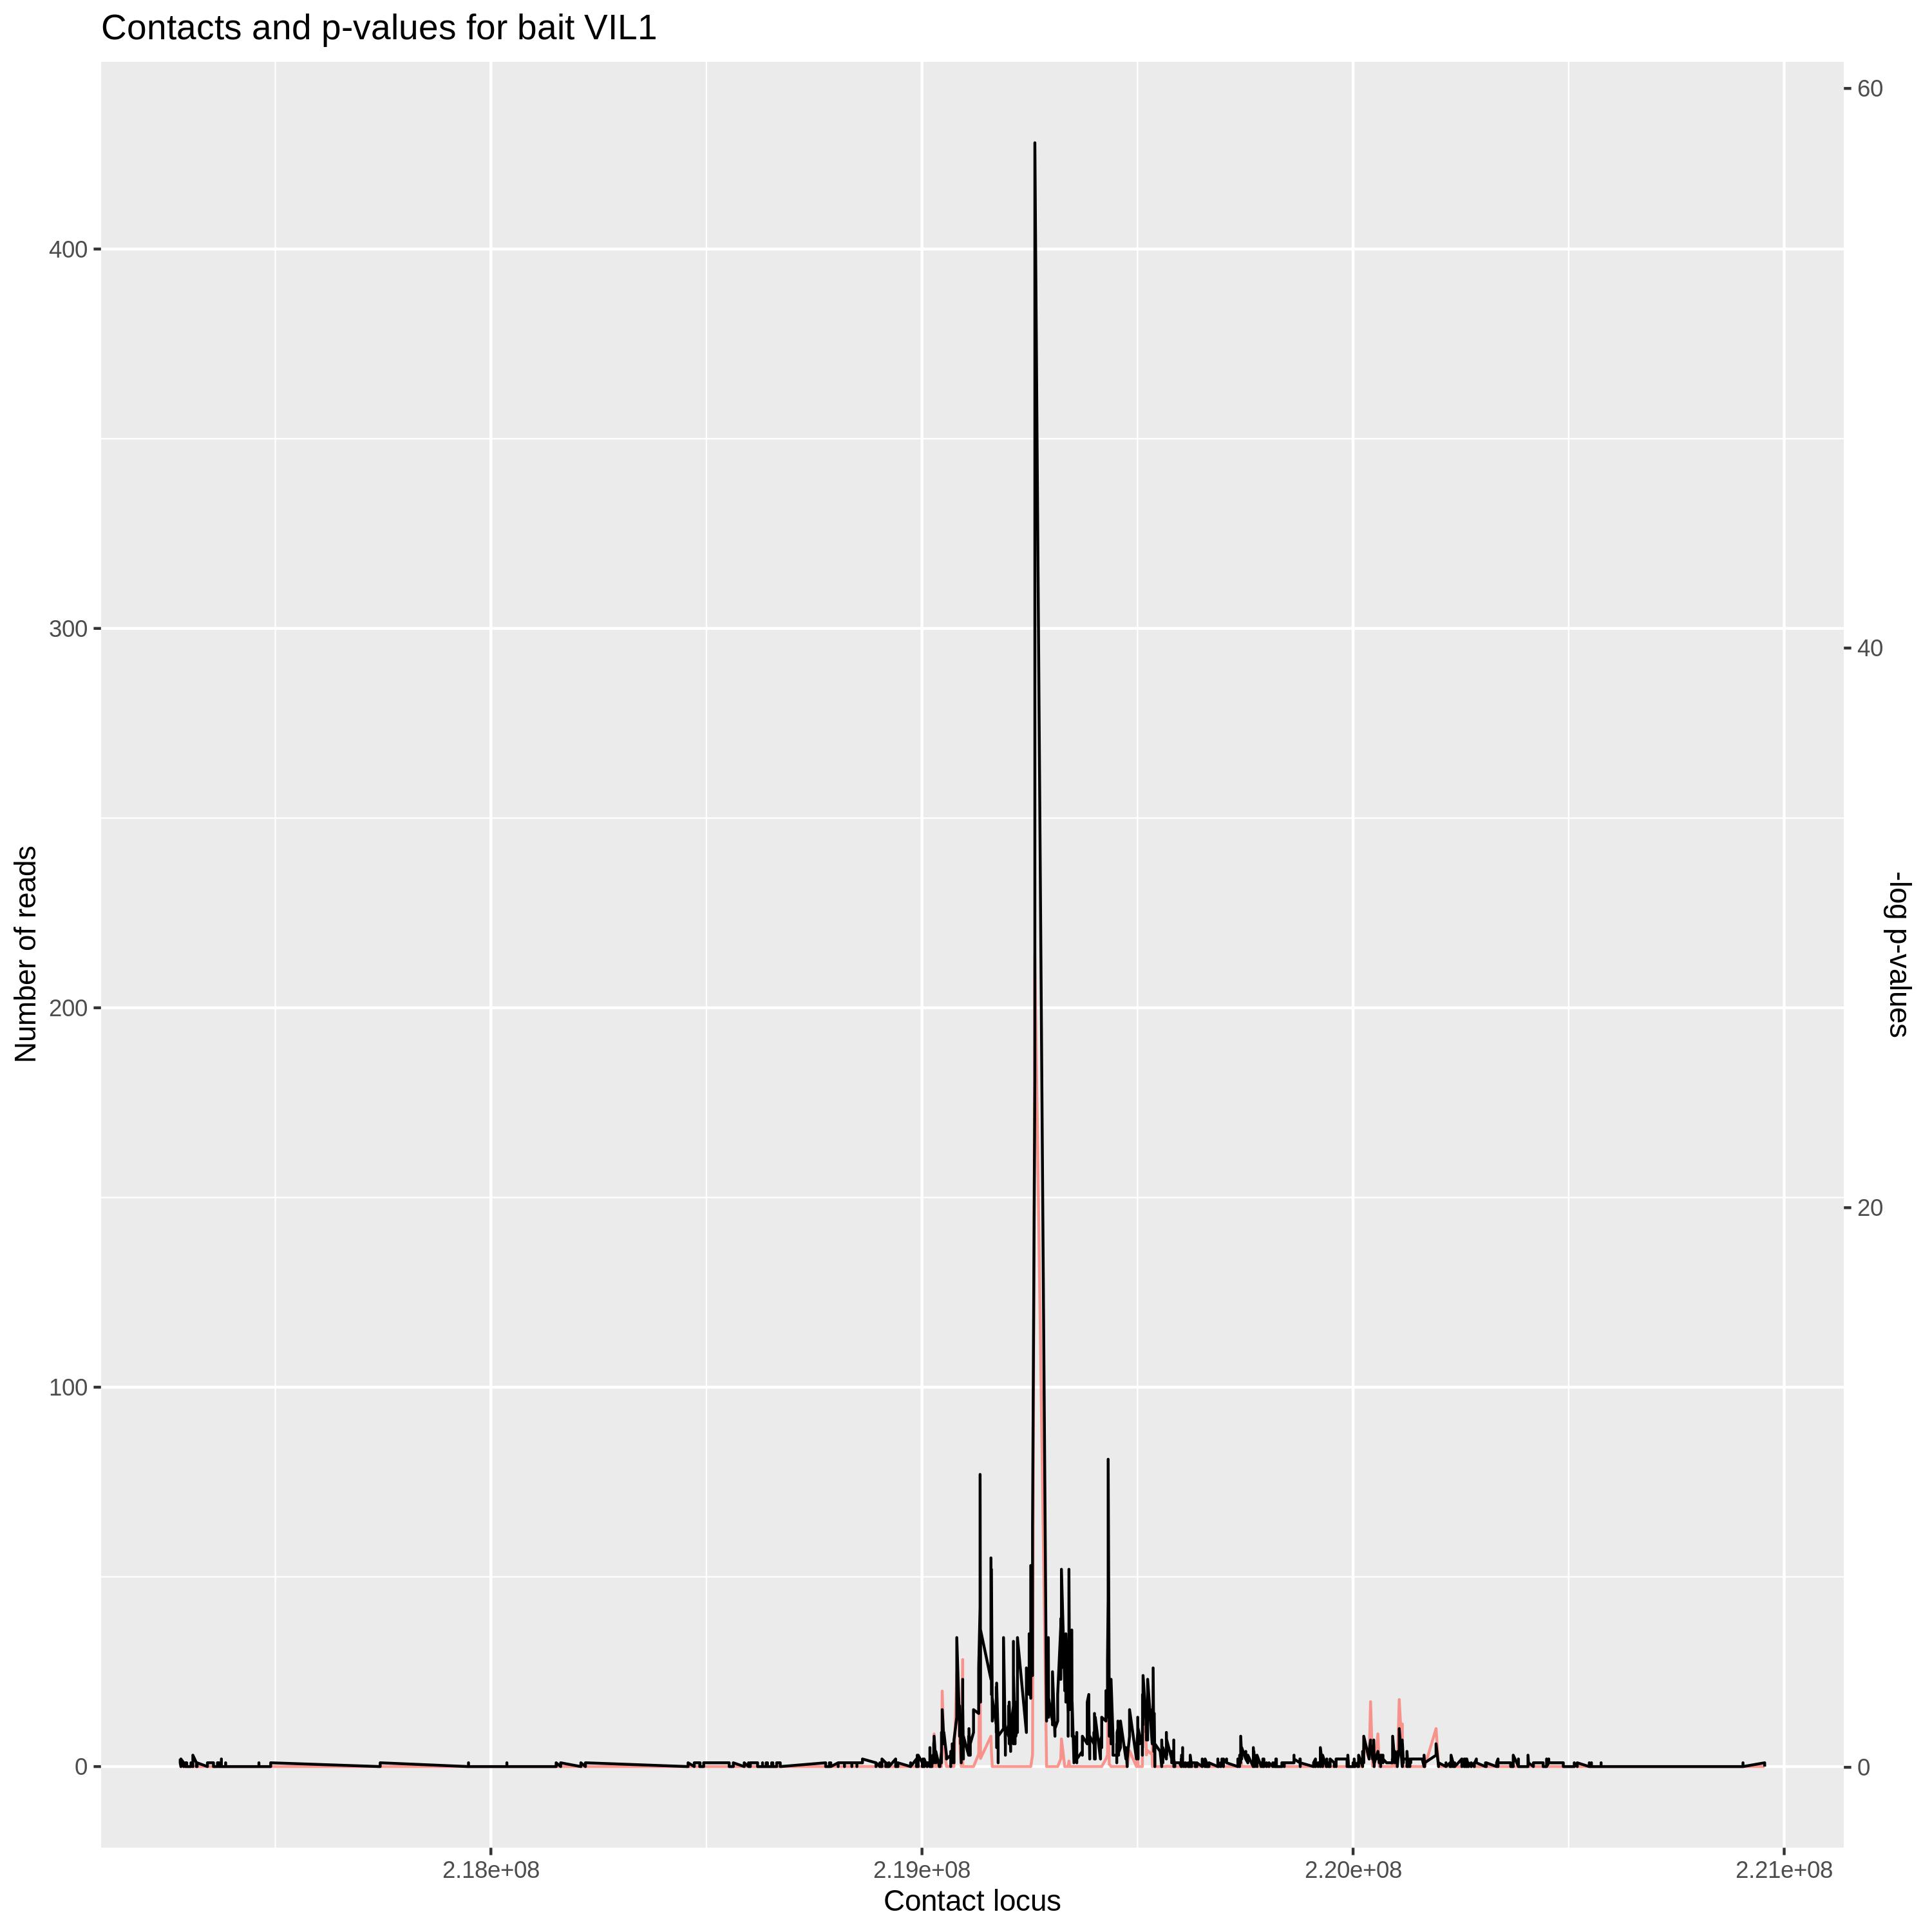 Contacts and p-values for bait VIL1
60
400
300
40
Number of reads
-log p-values
200
20
100
0
0
2.18e+08
2.19e+08
2.20e+08
2.21e+08
Contact locus